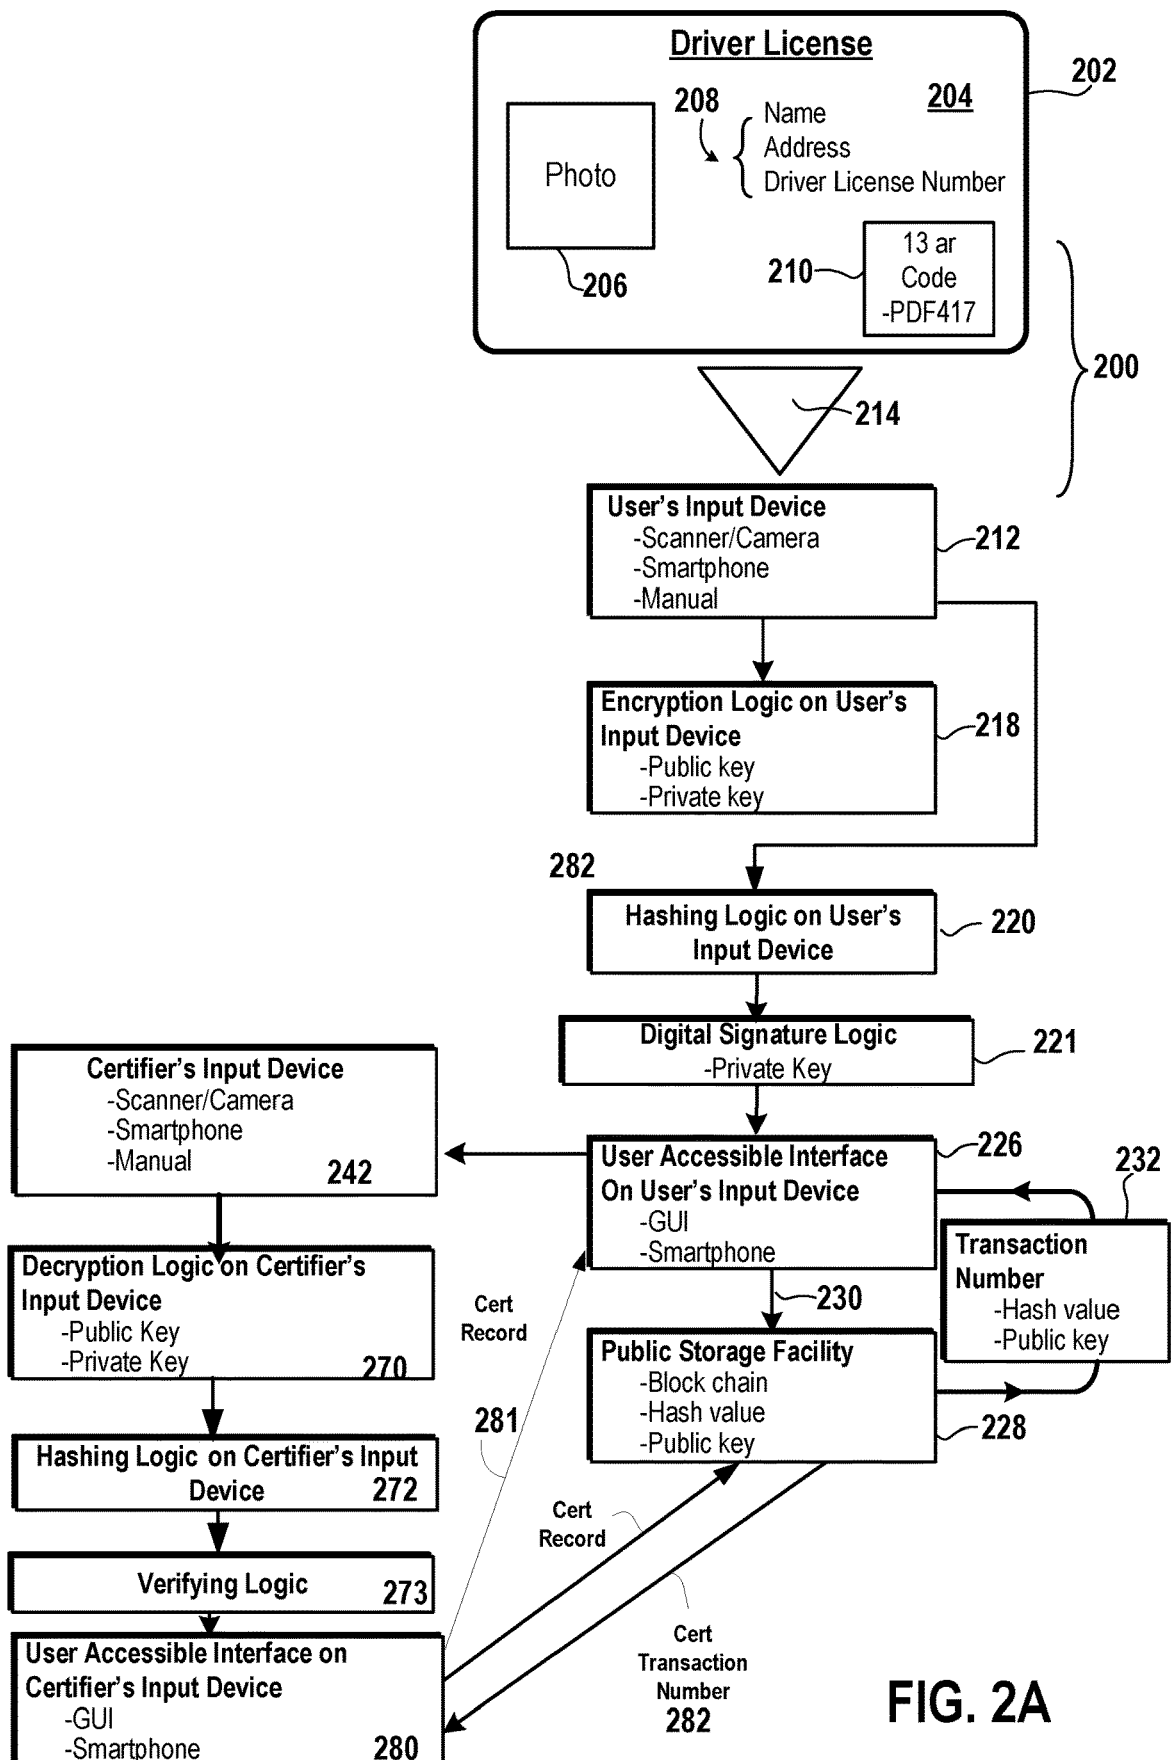 Driver License
202
204
208
Name
Address
Driver License Number
Photo
206
210
13 ar
Code
-PDF417
200
214
User's Input Device
-Scanner/Camera
-Smartphone
-Manual
212
Encryption Logic on User's
Input Device
-Public key
-Private key
218
282
Hashing Logic on User's
Input Device
220
Digital Signature Logic
-Private Key
221
Certifier's Input Device
-Scanner/Camera
-Smartphone
-Manual
242
User Accessible Interface
On User's Input Device
-GUI
-Smartphone
226
232
Transaction
Number
-Hash value
-Public key
Decryption Logic on Certifier's
Input Device
-Public Key
-Private Key
270
Cert
Record
230
Public Storage Facility
-Block chain
-Hash value
-Public key
228
281
Hashing Logic on Certifier's Input
Device
272
Cert
Record
Verifying Logic
273
User Accessible Interface on
Certifier's Input Device
-GUI
-Smartphone
280
Cert
Transaction
Number
282
FIG. 2A